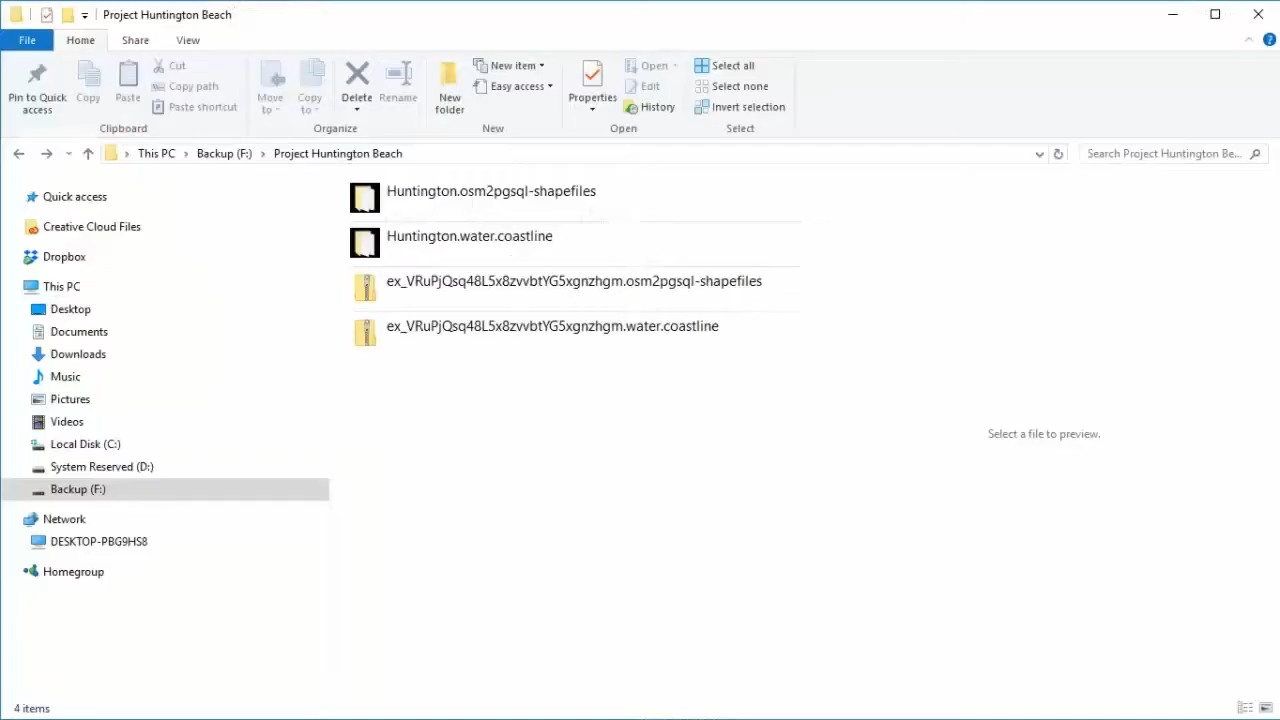 Project Huntington Beach
File Home Share View
Pin to Quick access
Copy
Paste
Cut
Copy path
Paste shortcut
Clipboard
Move to
Copy to
Delete
Rename
Organize
New folder
New item
Easy access
New
Properties
Open
Edit
History
Open
Select all
Select none
Invert selection
Select
This PC > Backup (F:) > Project Huntington Beach
Search Project Huntington Be...
Quick access
Creative Cloud Files
Dropbox
This PC
Desktop
Documents
Downloads
Music
Pictures
Videos
Local Disk (C:)
System Reserved (D:)
Backup (F:)
Network
DESKTOP-PBG9HS8
Homegroup
Huntington.osm2pgsql-shapefiles
Huntington.water.coastline
ex_VRuPjQsq48L5x8zvvbtYG5xgnzhgm.osm2pgsql-shapefiles
ex_VRuPjQsq48L5x8zvvbtYG5xgnzhgm.water.coastline
Select a file to preview.
4 items